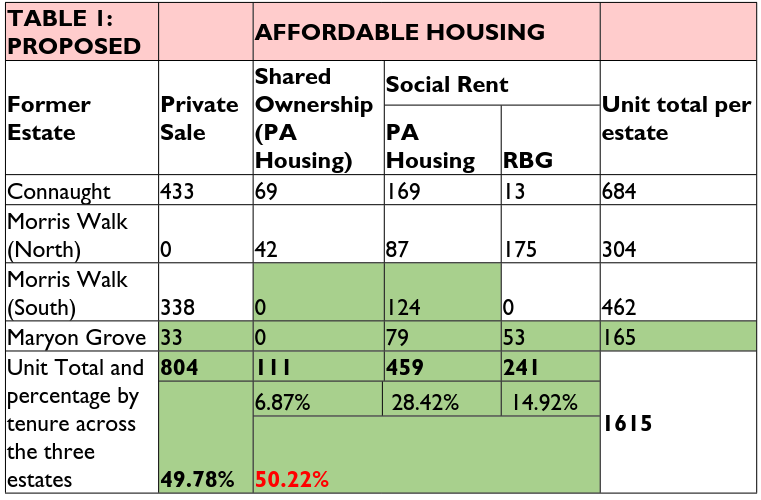 TABLE 1:
PROPOSED
AFFORDABLE HOUSING
Former
Estate
Private
Sale
Shared
Ownership
(PA
Housing)
Social Rent
PA
Housing
RBG
Unit total per
estate
Connaught 433 69 169 13 684
Morris Walk
(North) 0 42 87 175 304
Morris Walk
(South) 338 0 124 0 462
Maryon Grove 33 0 79 53 165
Unit Total and
percentage by
tenure across
the three
estates
804 111 459 241
6.87% 28.42% 14.92%
1615
49.78% 50.22%